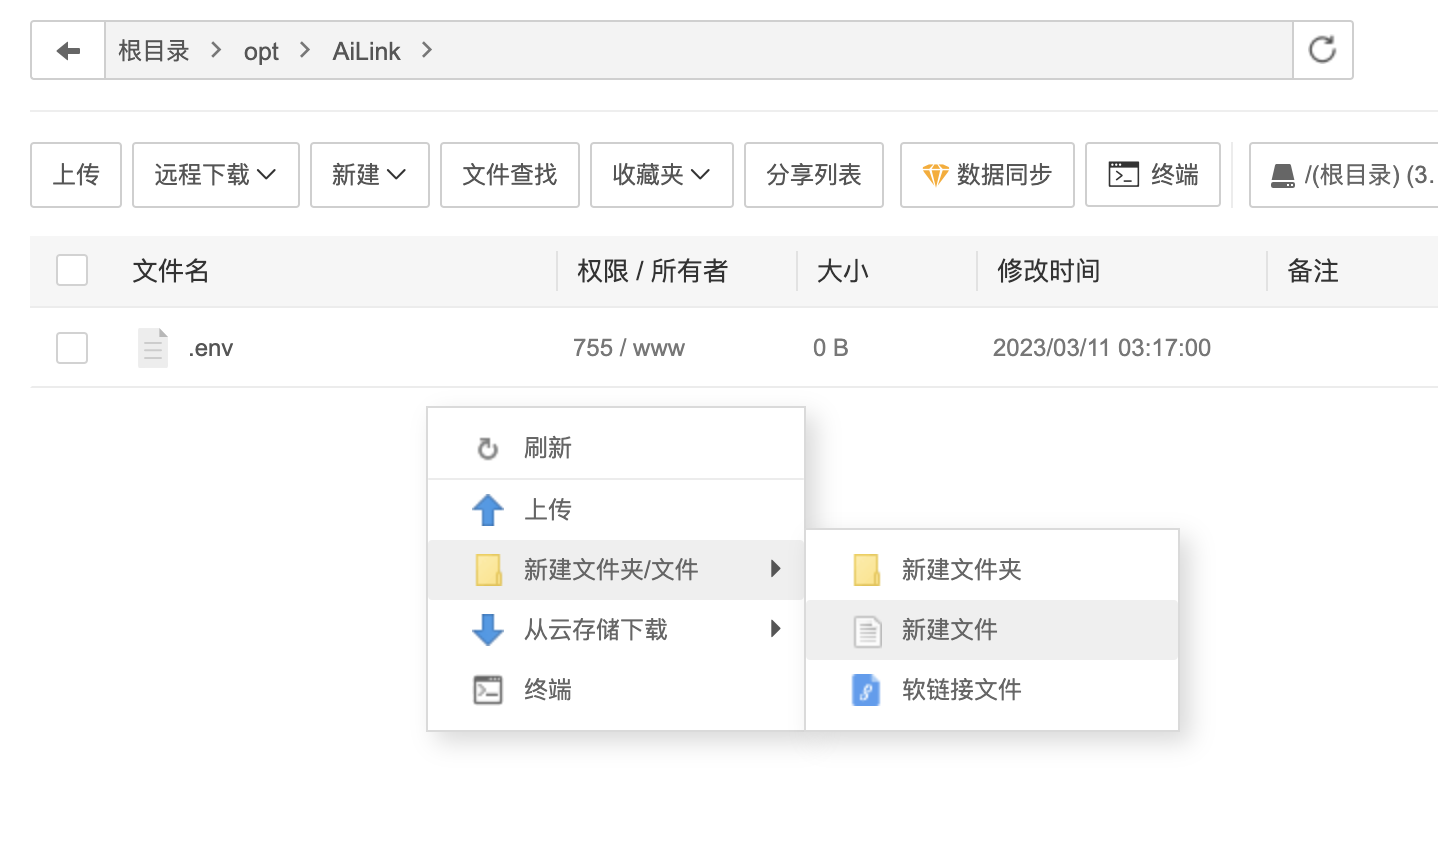 根目录 > opt > AiLink >
上传 远程下载 新建 文件查找 收藏夹 分享列表 数据同步 终端 /(根目录) (3.
文件名 权限 / 所有者 大小 修改时间 备注
.env 755 / www 0 B 2023/03/11 03:17:00
刷新
上传
新建文件夹/文件
从云存储下载
终端
新建文件夹
新建文件
软链接文件